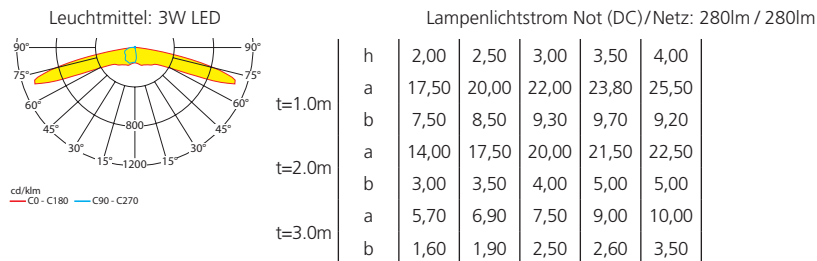 Leuchtmittel: 3W LED
Lampenlichtstrom Not (DC)/Netz: 280lm / 280lm
90° 90°
75° 75°
60° 60°
45° 45°
30° 30°
15° 15°
800
1200
cd/klm
C0 - C180 C90 - C270
h 2,00 2,50 3,00 3,50 4,00
t=1.0m
a 17,50 20,00 22,00 23,80 25,50
b 7,50 8,50 9,30 9,70 9,20
t=2.0m
a 14,00 17,50 20,00 21,50 22,50
b 3,00 3,50 4,00 5,00 5,00
t=3.0m
a 5,70 6,90 7,50 9,00 10,00
b 1,60 1,90 2,50 2,60 3,50